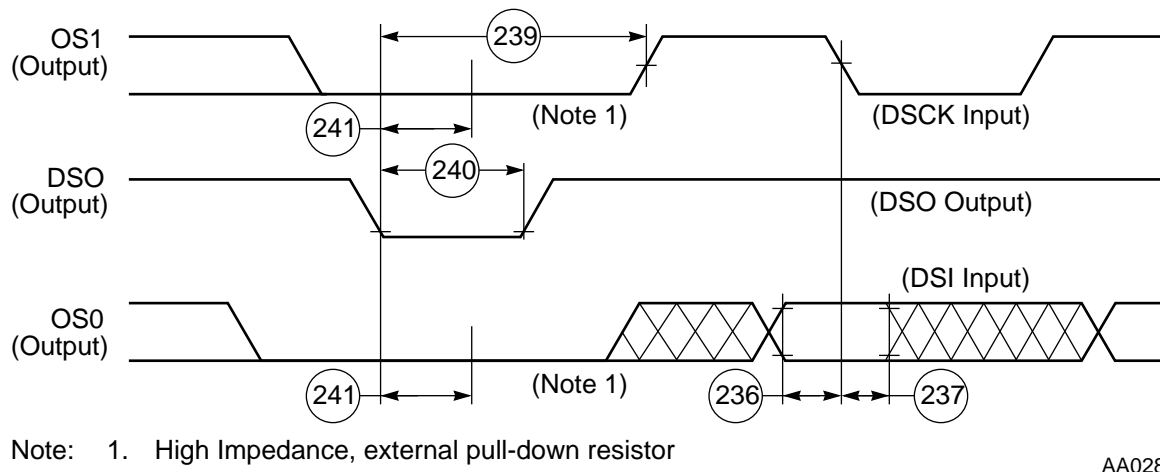 OS1
(Output)
239
(Note 1)
(DSCK Input)
241
240
DSO
(Output)
(DSO Output)
(DSI Input)
OS0
(Output)
(Note 1)
241
236
237
Note: 1. High Impedance, external pull-down resistor
AA028